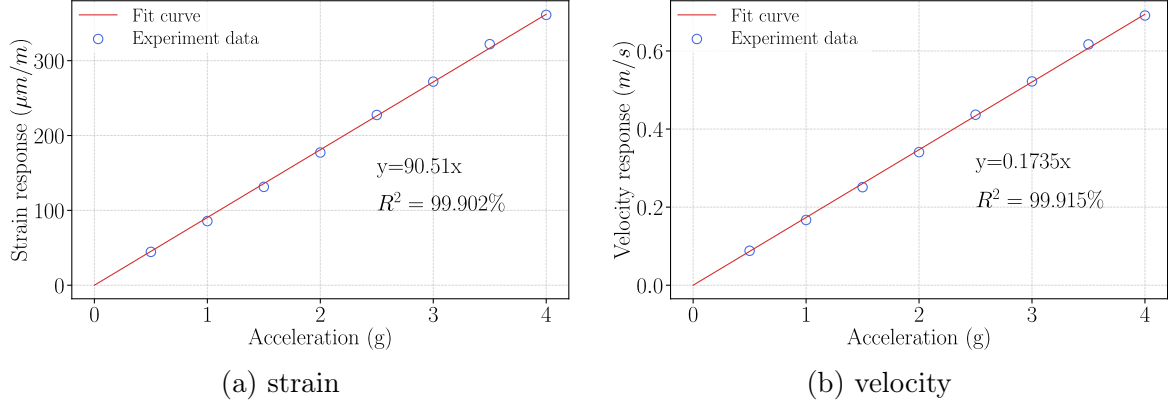 Fit curve
Experiment data
Strain response (μm/m)
300
200
100
0
y=90.51x
R² = 99.902%
0 1 2 3 4
Acceleration (g)
(a) strain
Fit curve
Experiment data
Velocity response (m/s)
0.6
0.4
0.2
0.0
y=0.1735x
R² = 99.915%
0 1 2 3 4
Acceleration (g)
(b) velocity